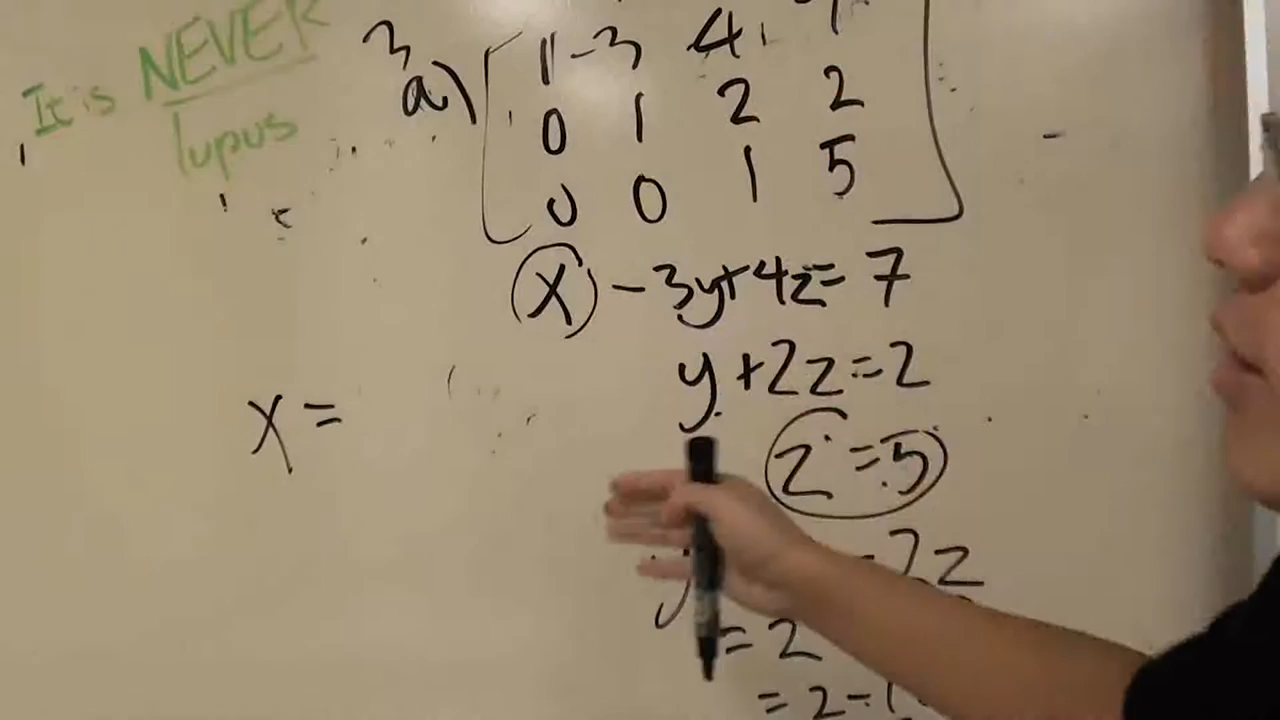 It is NEVER
lupus
3
a) 1 -3 4 7
0 1 2 2
0 0 1 5
x - 3y + 4z = 7
y + 2z = 2
z = 5
x =
2z
= 2
= 2 -